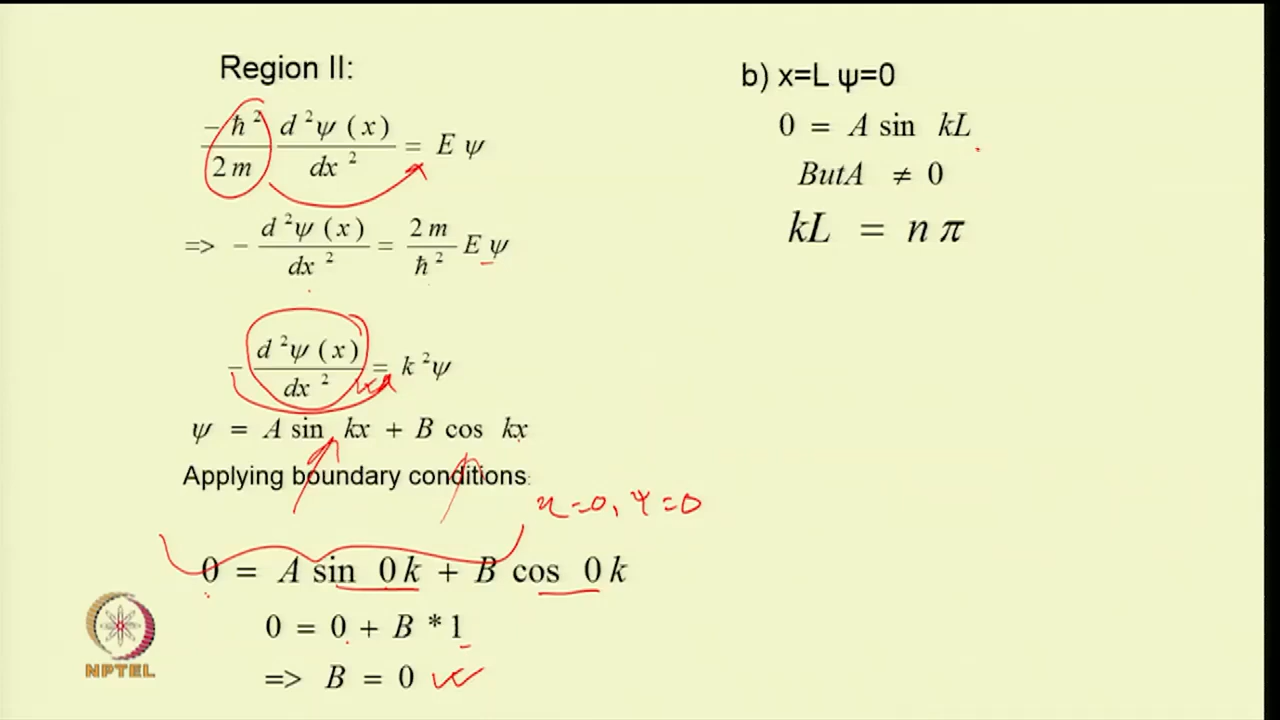 Region II:
-ħ²/2m d²ψ(x)/dx² = Eψ
=> - d²ψ(x)/dx² = 2m/ħ² Eψ
- d²ψ(x)/dx² = k²ψ
ψ = A sin kx + B cos kx
Applying boundary conditions:
x=0, ψ=0
0 = A sin 0k + B cos 0k
0 = 0 + B * 1
=> B = 0
NPTEL
b) x=L ψ=0
0 = A sin kL
ButA ≠ 0
kL = nπ